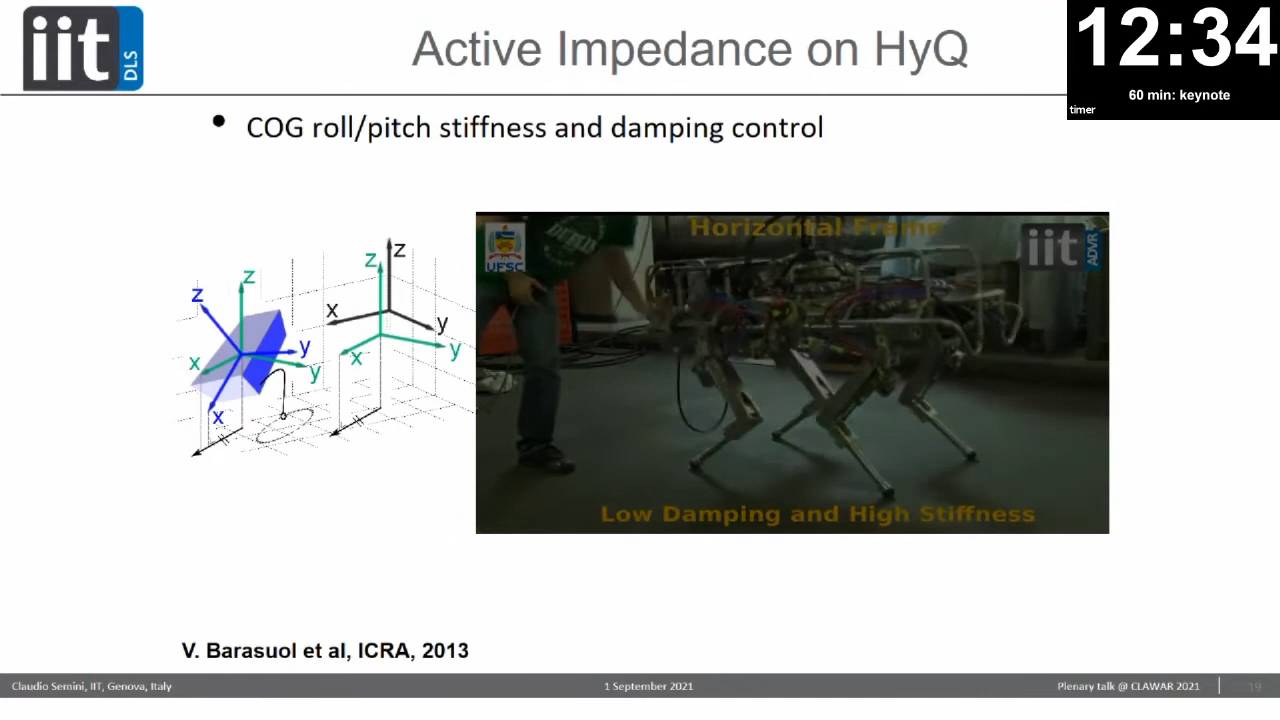 iit
DLS
Active Impedance on HyQ
12:34
60 min: keynote
timer
• COG roll/pitch stiffness and damping control
z
z
x
y
y
x
z
z
x
y
x
y
Horizontal Frame
UFSC
iit
ADVR
Low Damping and High Stiffness
V. Barasuol et al, ICRA, 2013
Claudio Semini, IIT, Genova, Italy
1 September 2021
Plenary talk @ CLAWAR 2021
19